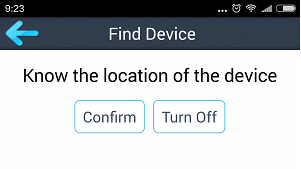 9:23
Find Device
Know the location of the device
Confirm Turn Off